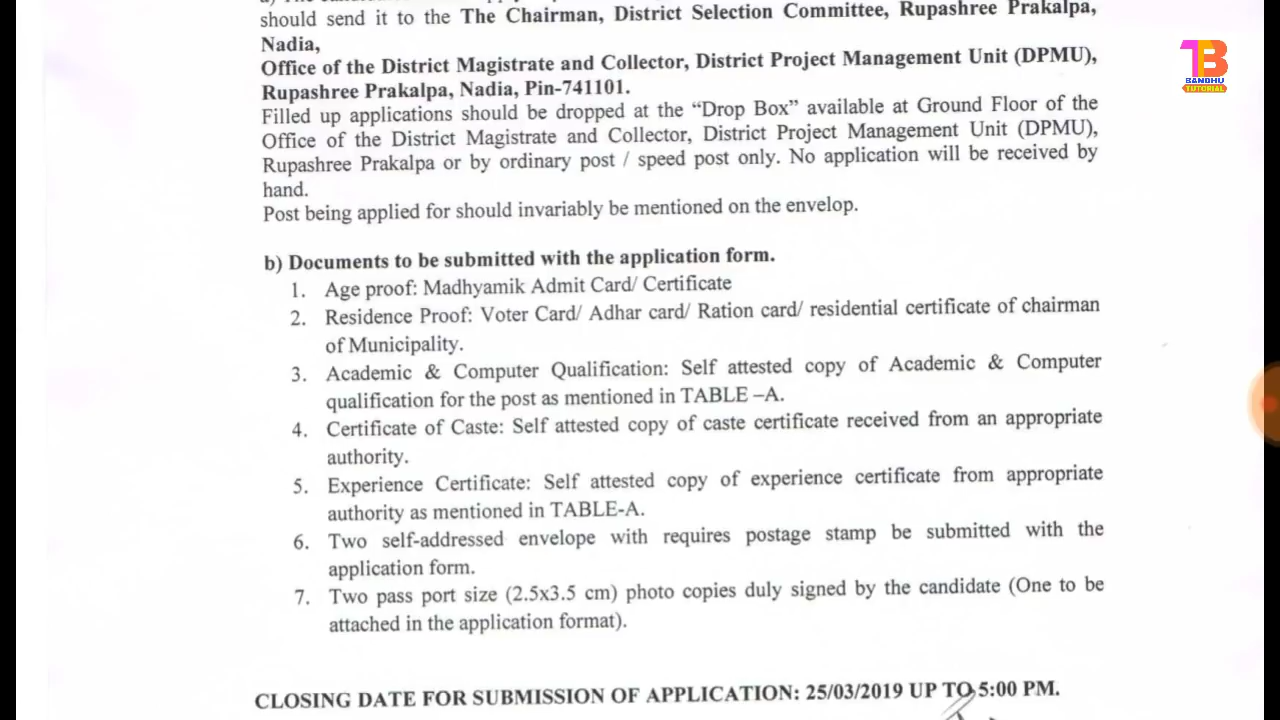 should send it to the The Chairman, District Selection Committee, Rupashree Prakalpa,
Nadia,
Office of the District Magistrate and Collector, District Project Management Unit (DPMU),
Rupashree Prakalpa, Nadia, Pin-741101.
Filled up applications should be dropped at the “Drop Box” available at Ground Floor of the
Office of the District Magistrate and Collector, District Project Management Unit (DPMU),
Rupashree Prakalpa or by ordinary post / speed post only. No application will be received by
hand.
Post being applied for should invariably be mentioned on the envelop.
b) Documents to be submitted with the application form.
1. Age proof: Madhyamik Admit Card/ Certificate
2. Residence Proof: Voter Card/ Adhar card/ Ration card/ residential certificate of chairman
of Municipality.
3. Academic & Computer Qualification: Self attested copy of Academic & Computer
qualification for the post as mentioned in TABLE –A.
4. Certificate of Caste: Self attested copy of caste certificate received from an appropriate
authority.
5. Experience Certificate: Self attested copy of experience certificate from appropriate
authority as mentioned in TABLE-A.
6. Two self-addressed envelope with requires postage stamp be submitted with the
application form.
7. Two pass port size (2.5x3.5 cm) photo copies duly signed by the candidate (One to be
attached in the application format).
CLOSING DATE FOR SUBMISSION OF APPLICATION: 25/03/2019 UP TO 5:00 PM.
TB
BANDHU
TUTORIAL